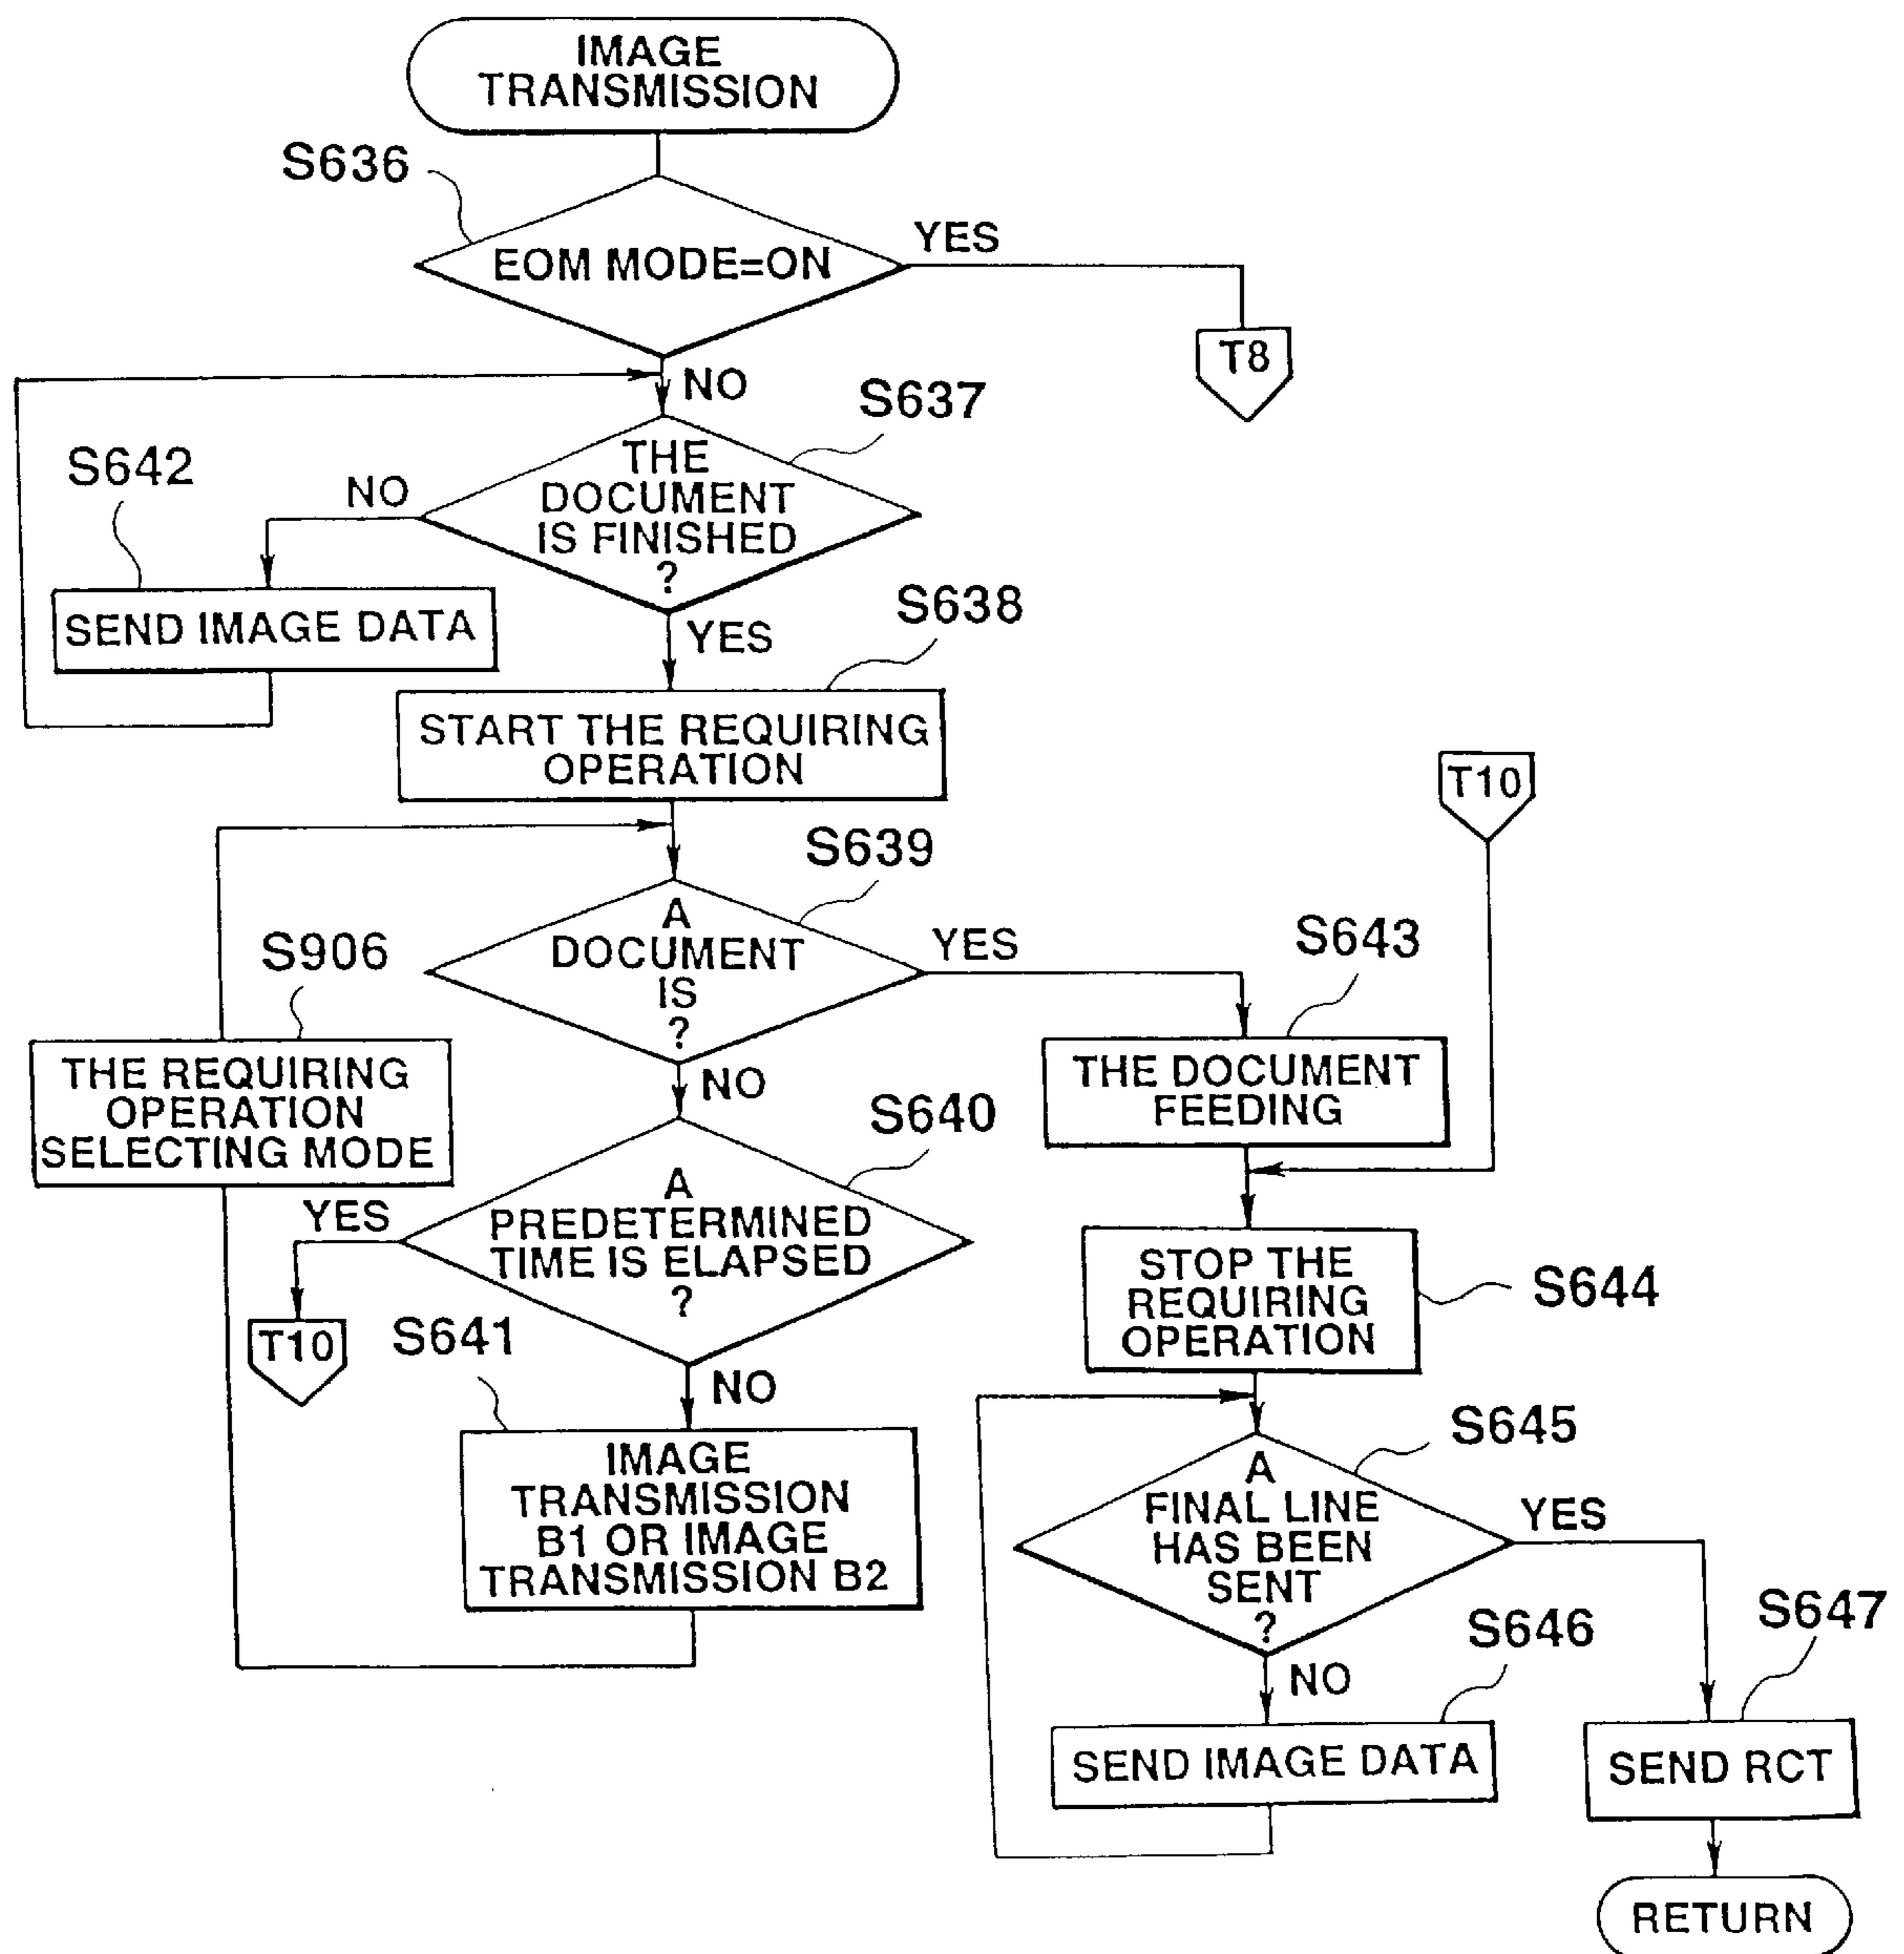 IMAGE
TRANSMISSION
S636
EOM MODE=ON
YES
T8
NO
S637
THE
DOCUMENT
IS FINISHED
?
NO
S642
SEND IMAGE DATA
YES
S638
START THE REQUIRING
OPERATION
T10
S639
A
DOCUMENT
IS
?
YES
S643
S906
THE REQUIRING
OPERATION
SELECTING MODE
NO
THE DOCUMENT
FEEDING
S640
A
PREDETERMINED
TIME IS ELAPSED
?
YES
T10
STOP THE
REQUIRING
OPERATION
S644
S641
NO
IMAGE
TRANSMISSION
B1 OR IMAGE
TRANSMISSION B2
S645
A
FINAL LINE
HAS BEEN
SENT
?
YES
NO
S646
SEND IMAGE DATA
S647
SEND RCT
RETURN